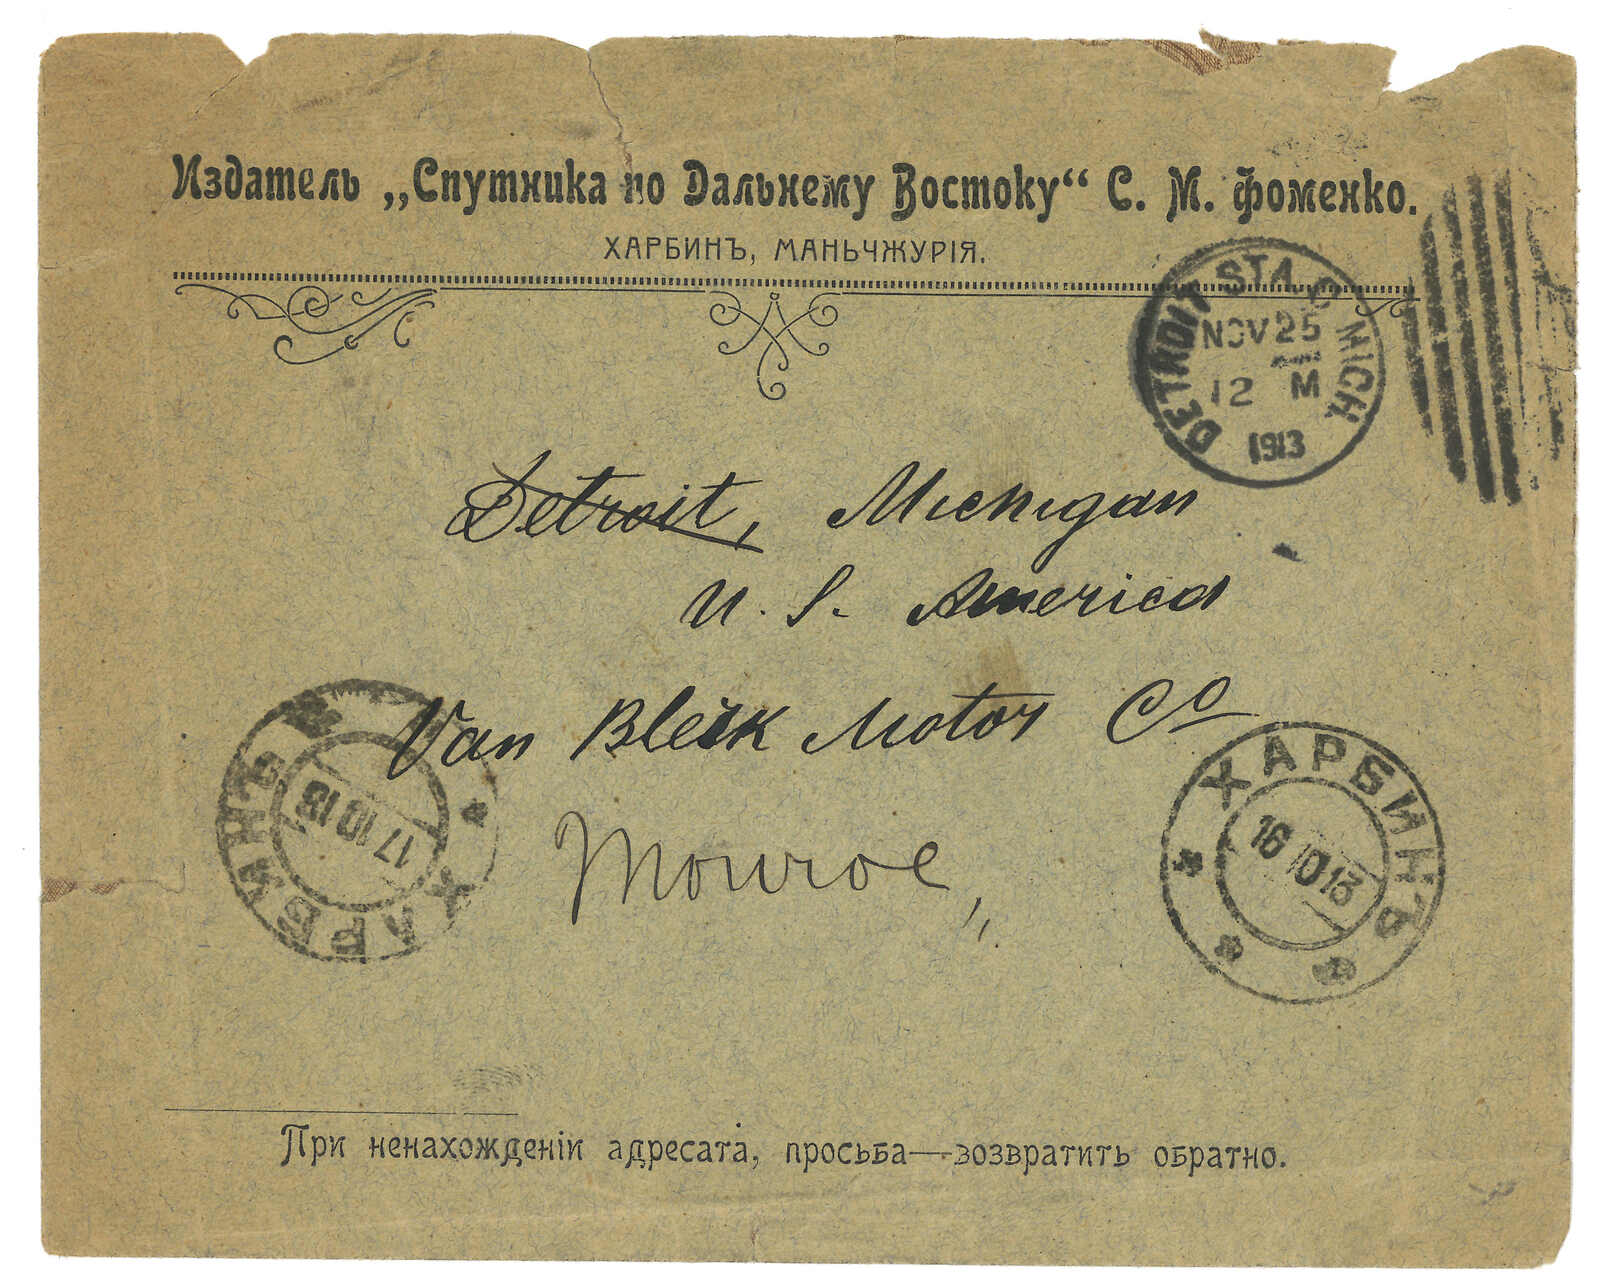 Издатель „Спутника по Дальнему Востоку“ С. М. Фоменко.
ХАРБИНЪ, МАНЬЧЖУРІЯ.
DETROIT STA. C MICH.
NOV 25
12 M
1913
Detroit, Michigan
U. S. America
Van Bleck Motor Co
Monroe,,
ХАРБИНЪ
17 10 13
ХАРБИНЪ
16 10 13
При ненахожденіи адресата, просьба—возвратить обратно.